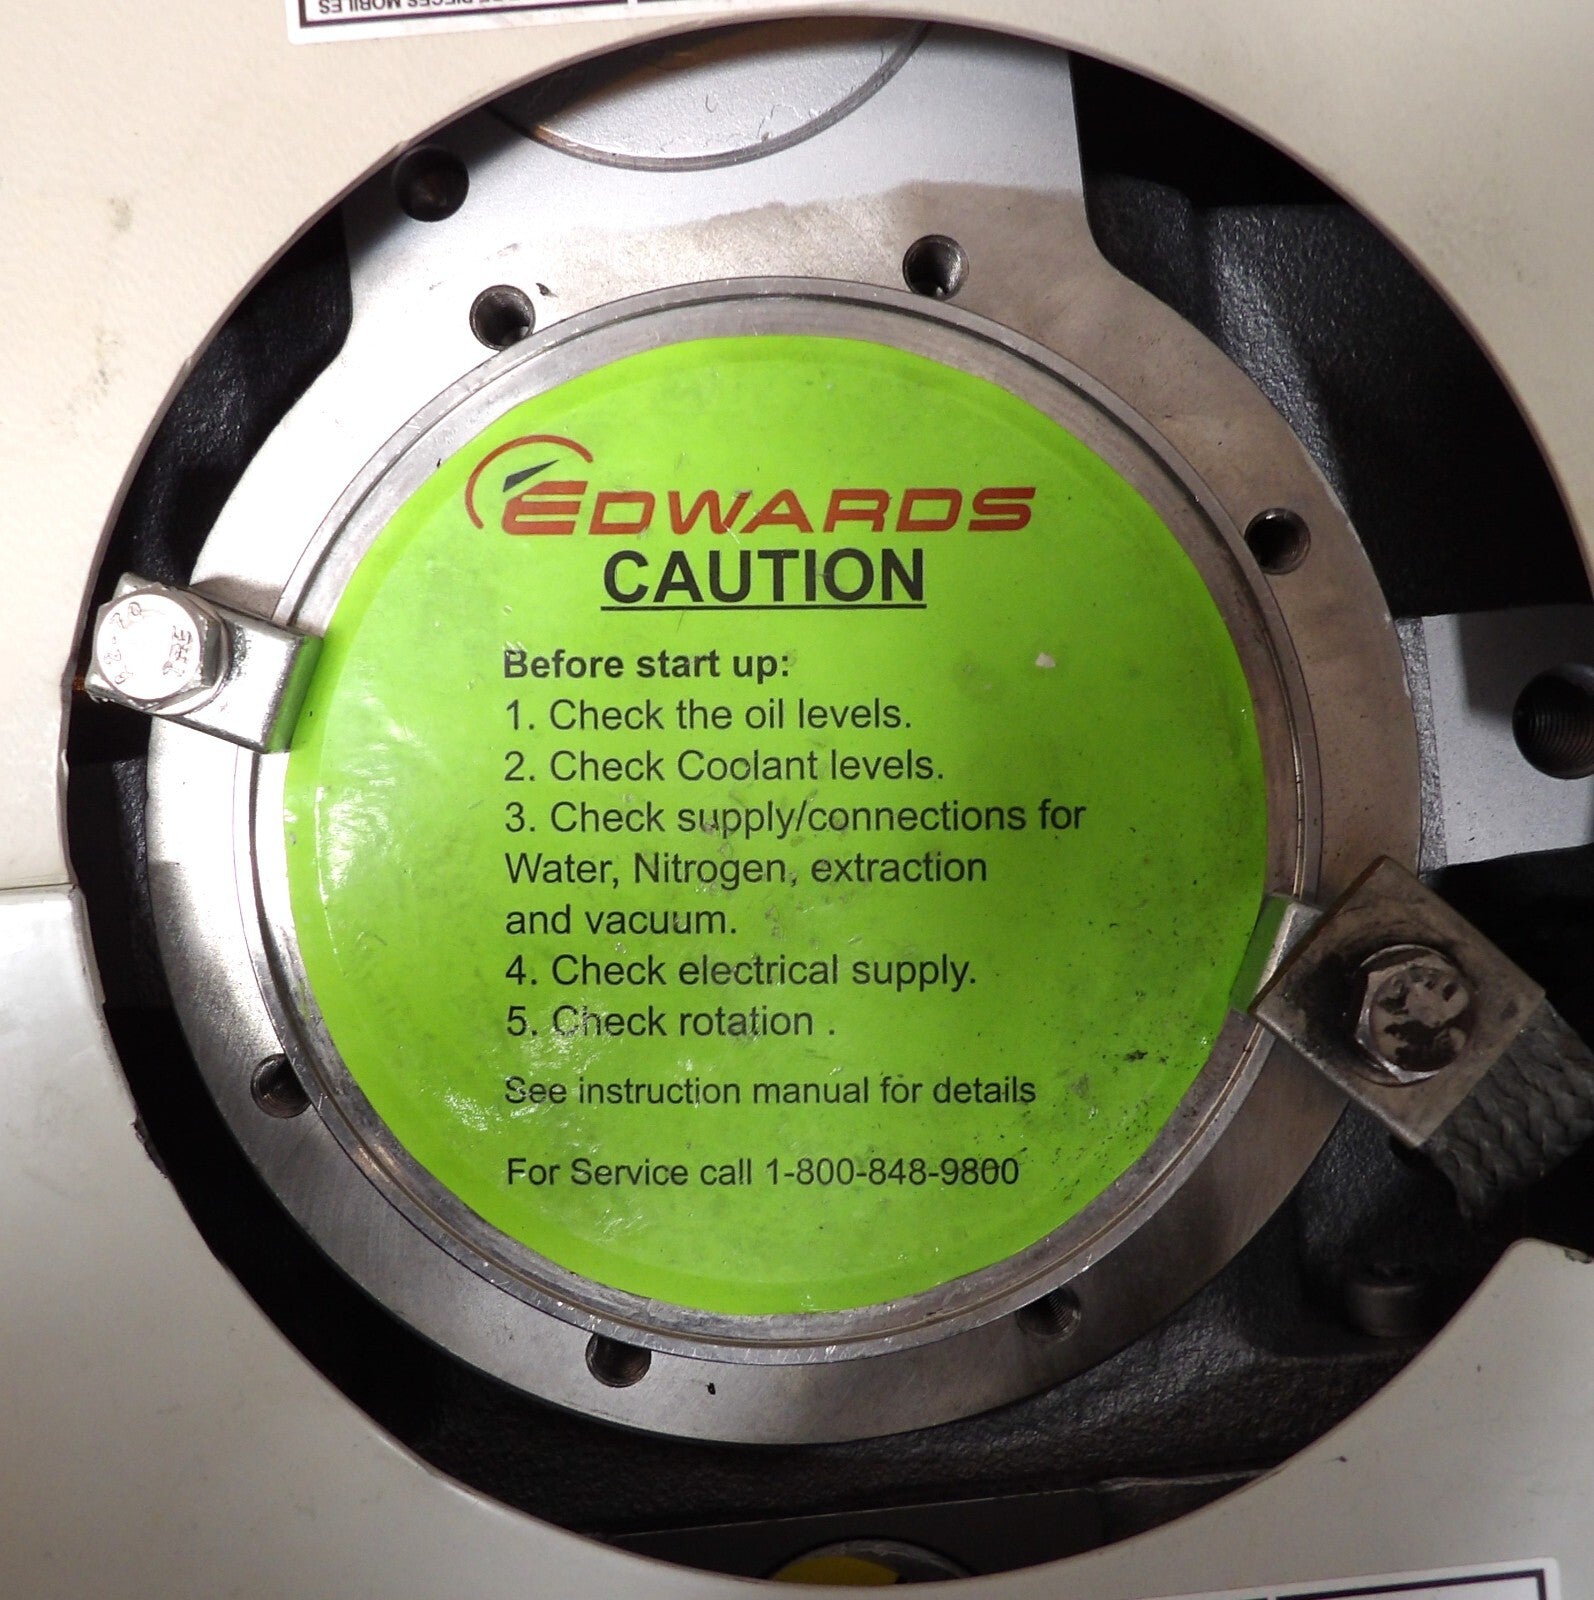 PIECES MOBILES
EDWARDS
CAUTION
Before start up:
1. Check the oil levels.
2. Check Coolant levels.
3. Check supply/connections for
Water, Nitrogen, extraction
and vacuum.
4. Check electrical supply.
5. Check rotation .
See instruction manual for details
For Service call 1-800-848-9800